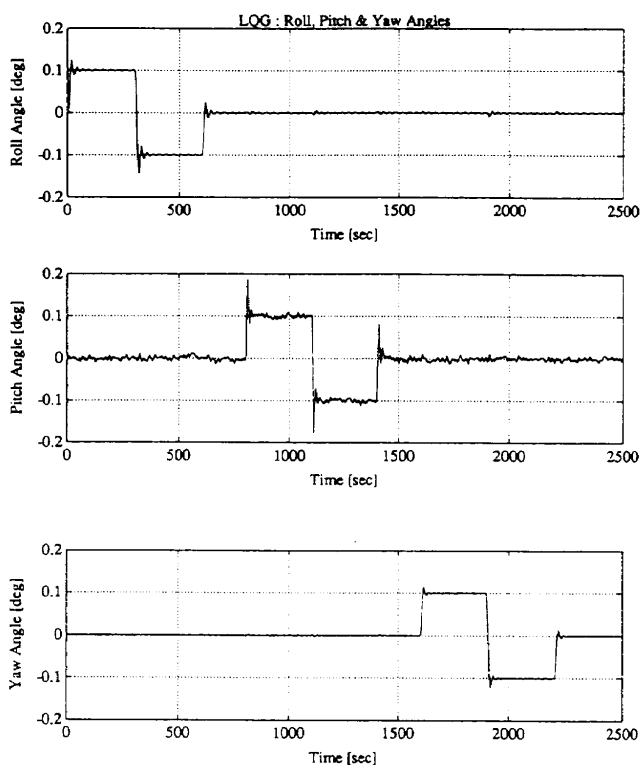 LQG : Roll, Pitch & Yaw Angles
Roll Angle [deg]
0.2
0.1
0
-0.1
-0.2
0 500 1000 1500 2000 2500
Time [sec]
Pitch Angle [deg]
0.2
0.1
0
-0.1
-0.2
0 500 1000 1500 2000 2500
Time [sec]
Yaw Angle [deg]
0.2
0.1
0
-0.1
-0.2
0 500 1000 1500 2000 2500
Time [sec]